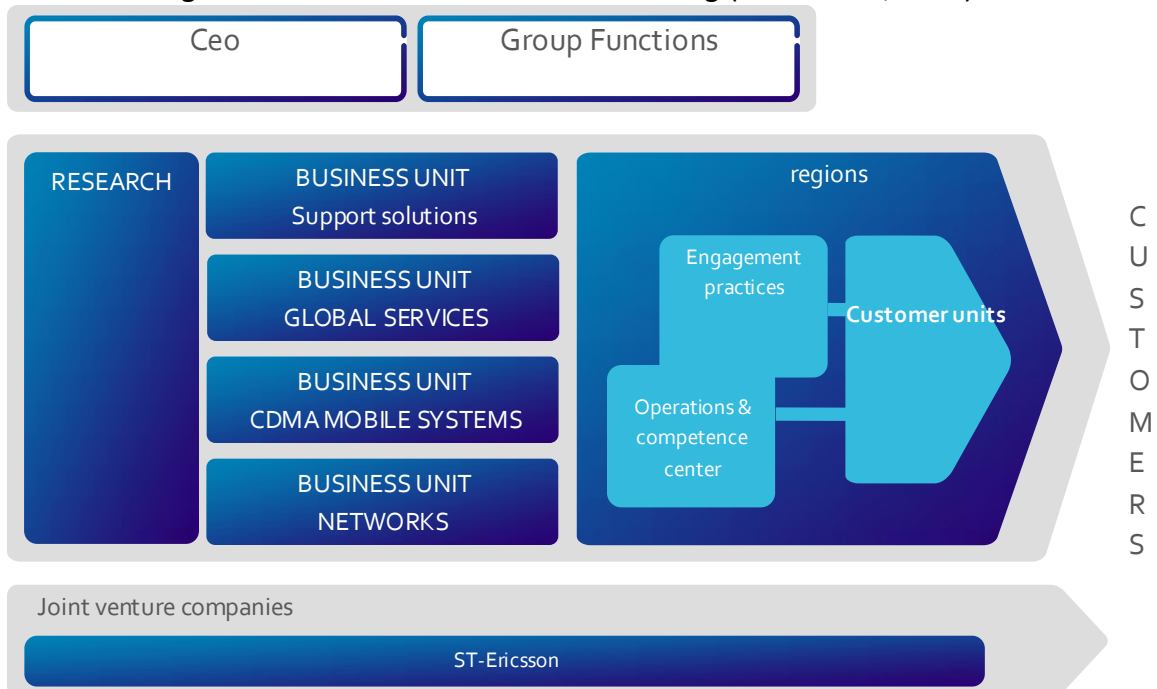 Ceo
Group Functions
RESEARCH
BUSINESS UNIT
Support solutions
BUSINESS UNIT
GLOBAL SERVICES
BUSINESS UNIT
CDMA MOBILE SYSTEMS
BUSINESS UNIT
NETWORKS
regions
Engagement
practices
Customer units
Operations &
competence
center
C
U
S
T
O
M
E
R
S
Joint venture companies
ST-Ericsson